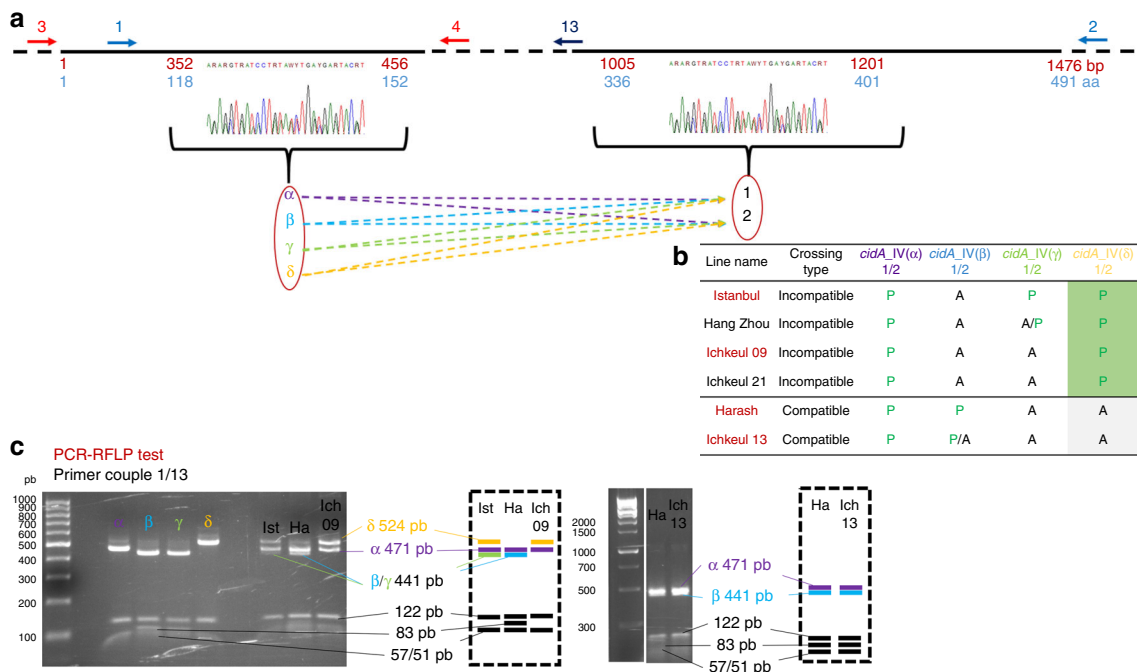 a
3 1 4 13 2
1 352 ARARGTRATCCTRTAWYTGAYGARTACRT 456 1005 ARARGTRATCCTRTAWYTGAYGARTACRT 1201 1476 bp
1 118 152 336 401 491 aa
α
β
γ
δ
1
2
b
Line name Crossing type cidA_IV(α) 1/2 cidA_IV(β) 1/2 cidA_IV(γ) 1/2 cidA_IV(δ) 1/2
Istanbul Incompatible P A P P
Hang Zhou Incompatible P A A/P P
Ichkeul 09 Incompatible P A A P
Ichkeul 21 Incompatible P A A P
Harash Compatible P P A A
Ichkeul 13 Compatible P P/A A A
c
PCR-RFLP test
Primer couple 1/13
pb
1000
900
800
700
600
500
400
300
200
100
α β γ δ
Ist Ha Ich 09
δ 524 pb
α 471 pb
β/γ 441 pb
122 pb
83 pb
57/51 pb
Ist Ha Ich 09
2000
1500
1000
900
500
300
Ha Ich 13
α 471 pb
β 441 pb
122 pb
83 pb
57/51 pb
Ha Ich 13